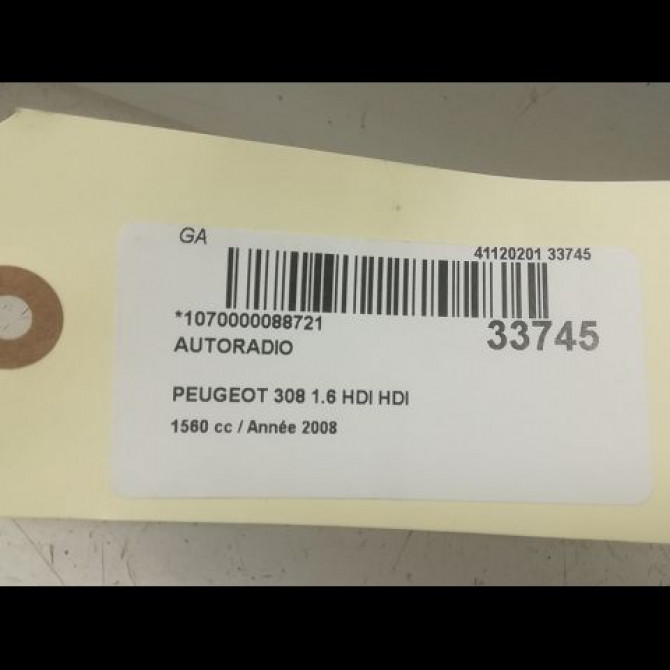 GA
41120201 33745
*1070000088721
33745
AUTORADIO
PEUGEOT 308 1.6 HDI HDI
1560 cc / Année 2008